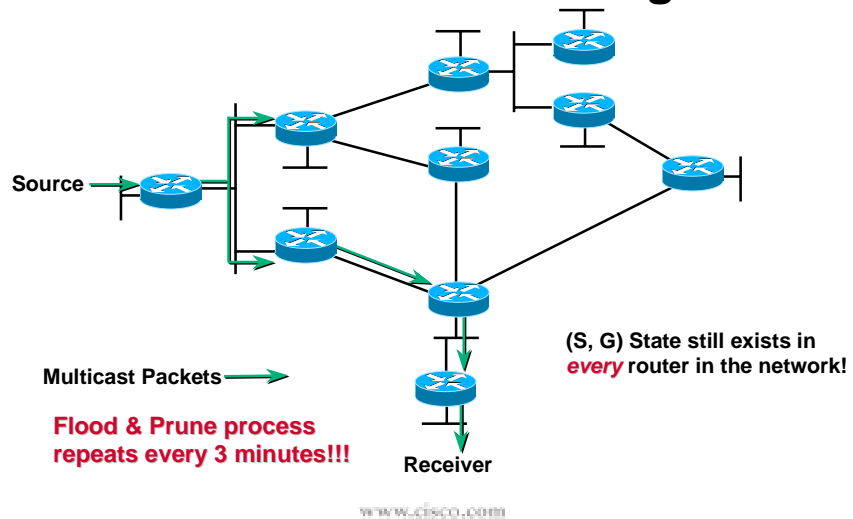 Source
(S, G) State still exists in
every router in the network!
Multicast Packets
Flood & Prune process
repeats every 3 minutes!!!
Receiver
www.cisco.com